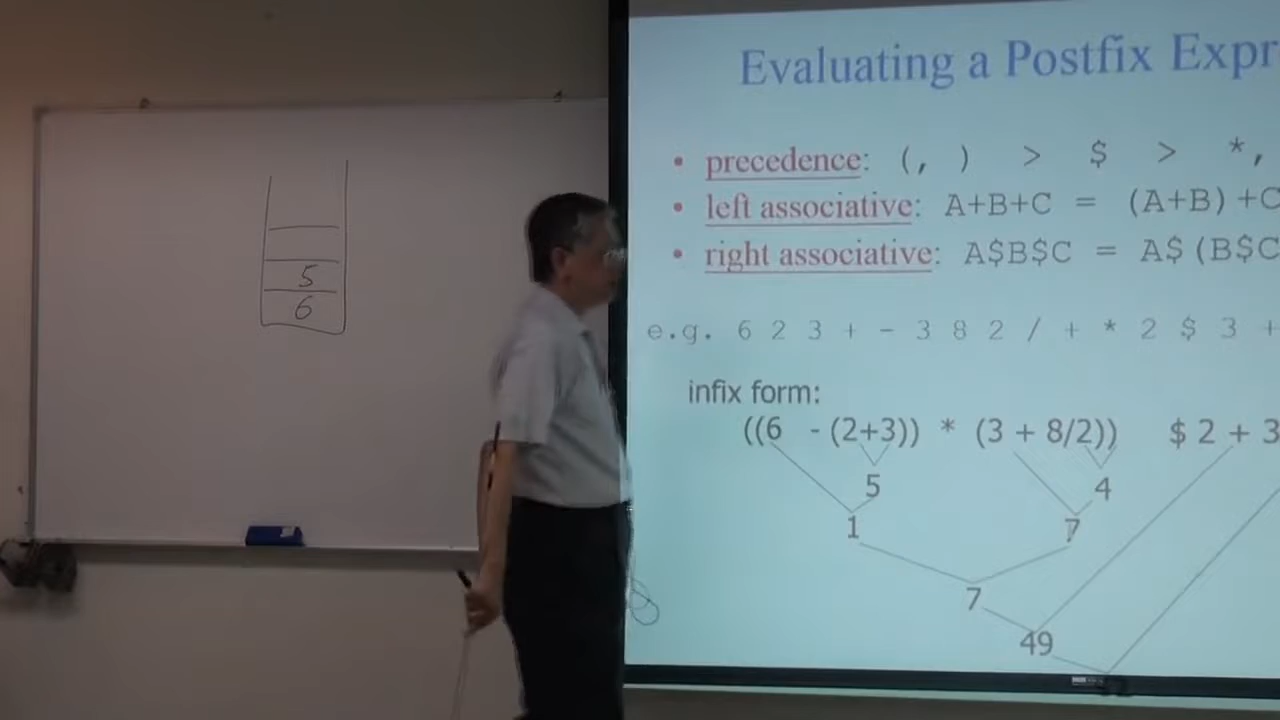 5
6
Evaluating a Postfix Expr
• precedence: (, ) > $ > *,
• left associative: A+B+C = (A+B)+C
• right associative: A$B$C = A$(B$C
e.g. 6 2 3 + - 3 8 2 / + * 2 $ 3 +
infix form:
((6 - (2+3)) * (3 + 8/2)) $ 2 + 3
5 4
1 7
7
49